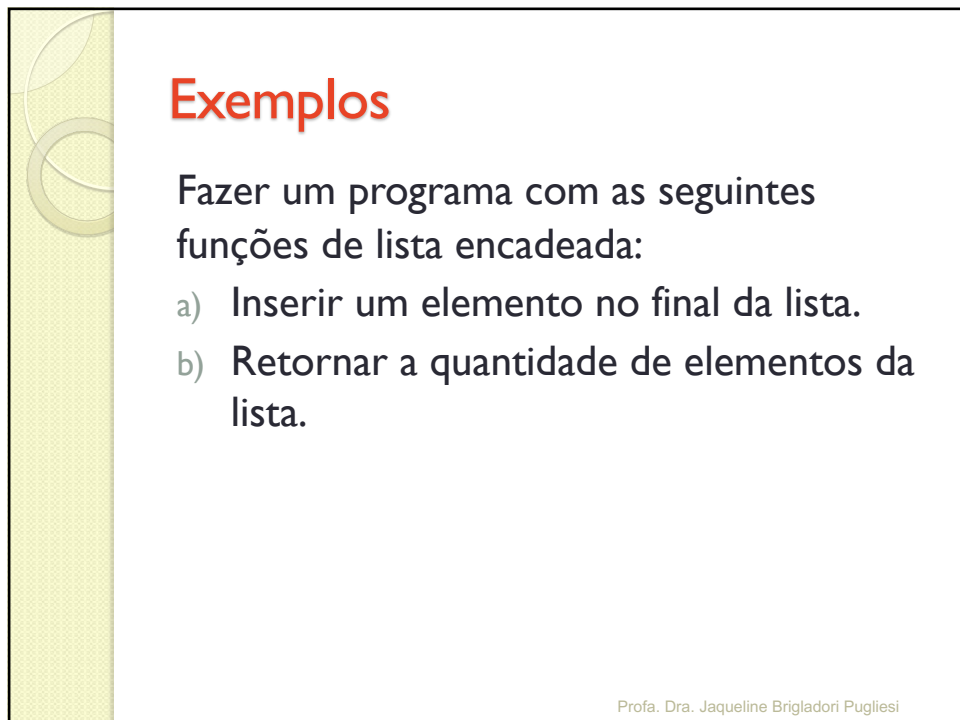 Exemplos
Fazer um programa com as seguintes
funções de lista encadeada:
a) Inserir um elemento no final da lista.
b) Retornar a quantidade de elementos da
lista.
Profa. Dra. Jaqueline Brigladori Pugliesi